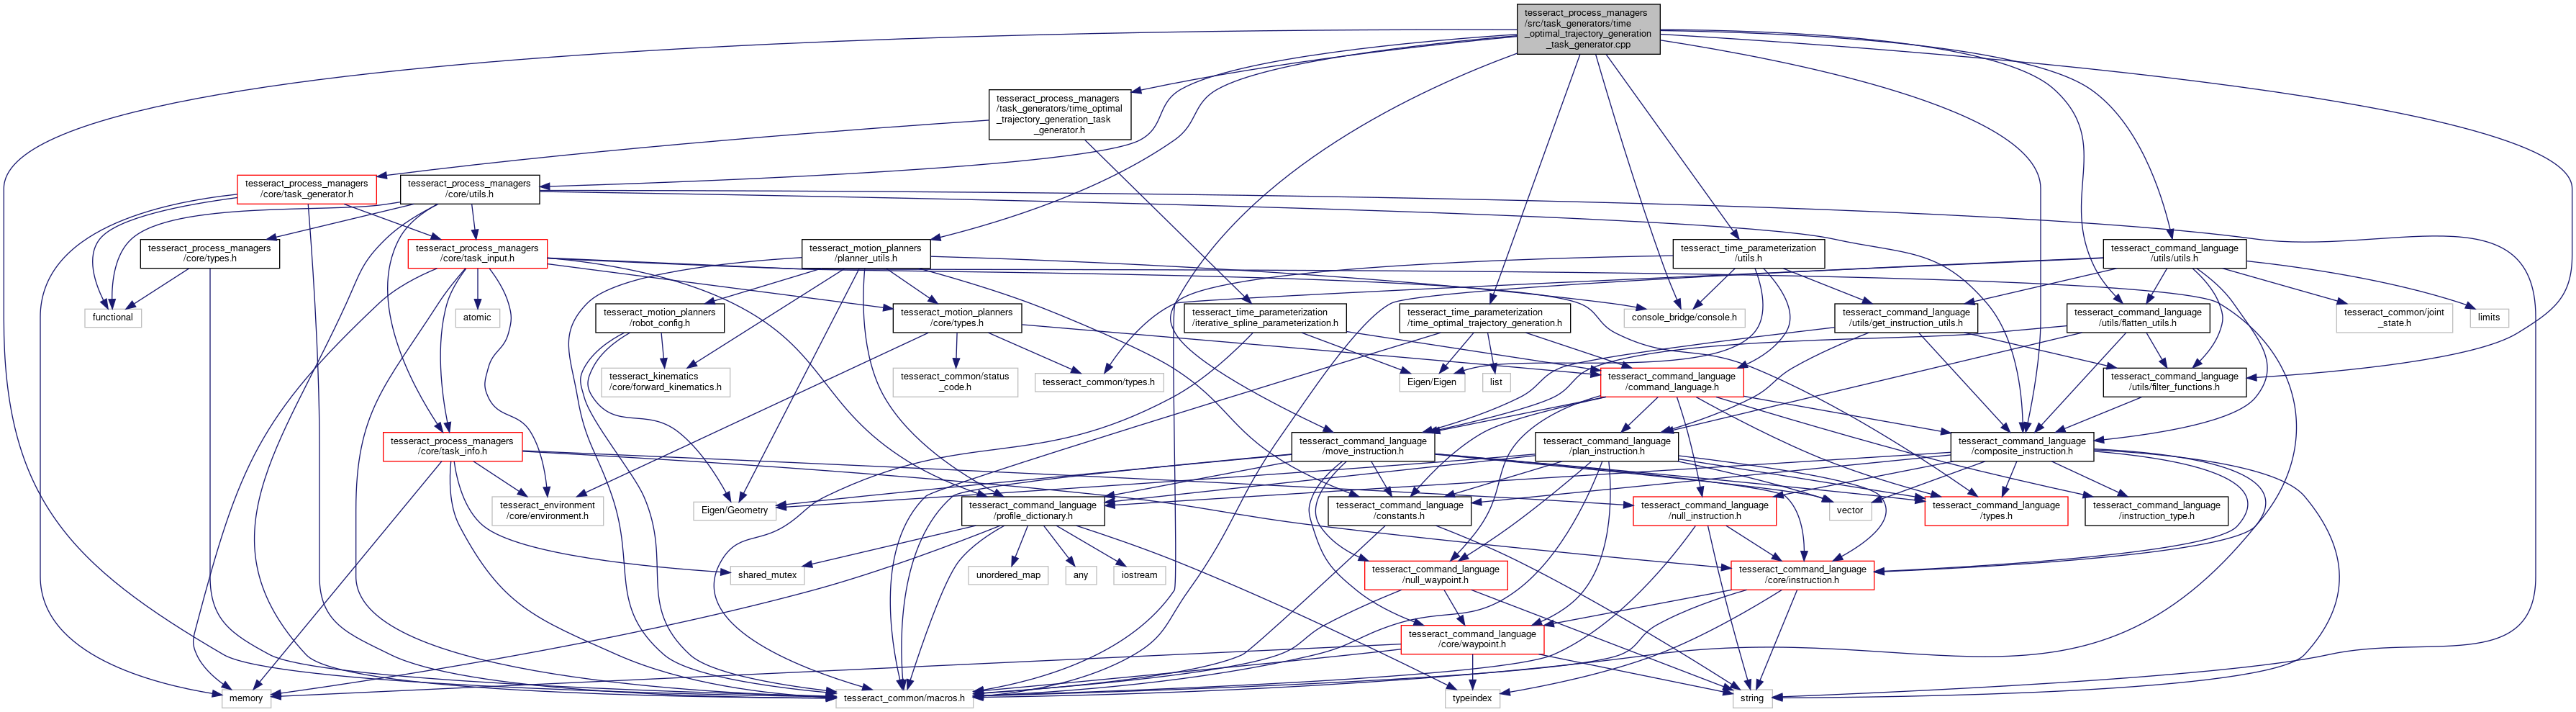 tesseract_process_managers
/src/task_generators/time
_optimal_trajectory_generation
_task_generator.cpp
tesseract_process_managers
/task_generators/time_optimal
_trajectory_generation_task
_generator.h
tesseract_process_managers
/core/task_generator.h
tesseract_process_managers
/core/utils.h
tesseract_process_managers
/core/types.h
tesseract_process_managers
/core/task_input.h
tesseract_motion_planners
/planner_utils.h
tesseract_time_parameterization
/utils.h
tesseract_command_language
/utils/utils.h
functional
atomic
tesseract_motion_planners
/robot_config.h
tesseract_motion_planners
/core/types.h
console_bridge/console.h
tesseract_time_parameterization
/iterative_spline_parameterization.h
tesseract_time_parameterization
/time_optimal_trajectory_generation.h
tesseract_command_language
/utils/get_instruction_utils.h
tesseract_command_language
/utils/flatten_utils.h
tesseract_common/joint
_state.h
limits
tesseract_kinematics
/core/forward_kinematics.h
tesseract_common/status
_code.h
tesseract_common/types.h
Eigen/Eigen
list
tesseract_command_language
/command_language.h
tesseract_command_language
/utils/filter_functions.h
tesseract_process_managers
/core/task_info.h
tesseract_command_language
/move_instruction.h
tesseract_command_language
/plan_instruction.h
tesseract_command_language
/composite_instruction.h
tesseract_environment
/core/environment.h
Eigen/Geometry
tesseract_command_language
/profile_dictionary.h
tesseract_command_language
/constants.h
tesseract_command_language
/null_instruction.h
vector
tesseract_command_language
/types.h
tesseract_command_language
/instruction_type.h
shared_mutex
unordered_map
any
iostream
tesseract_command_language
/null_waypoint.h
tesseract_command_language
/core/instruction.h
tesseract_command_language
/core/waypoint.h
memory
tesseract_common/macros.h
typeindex
string